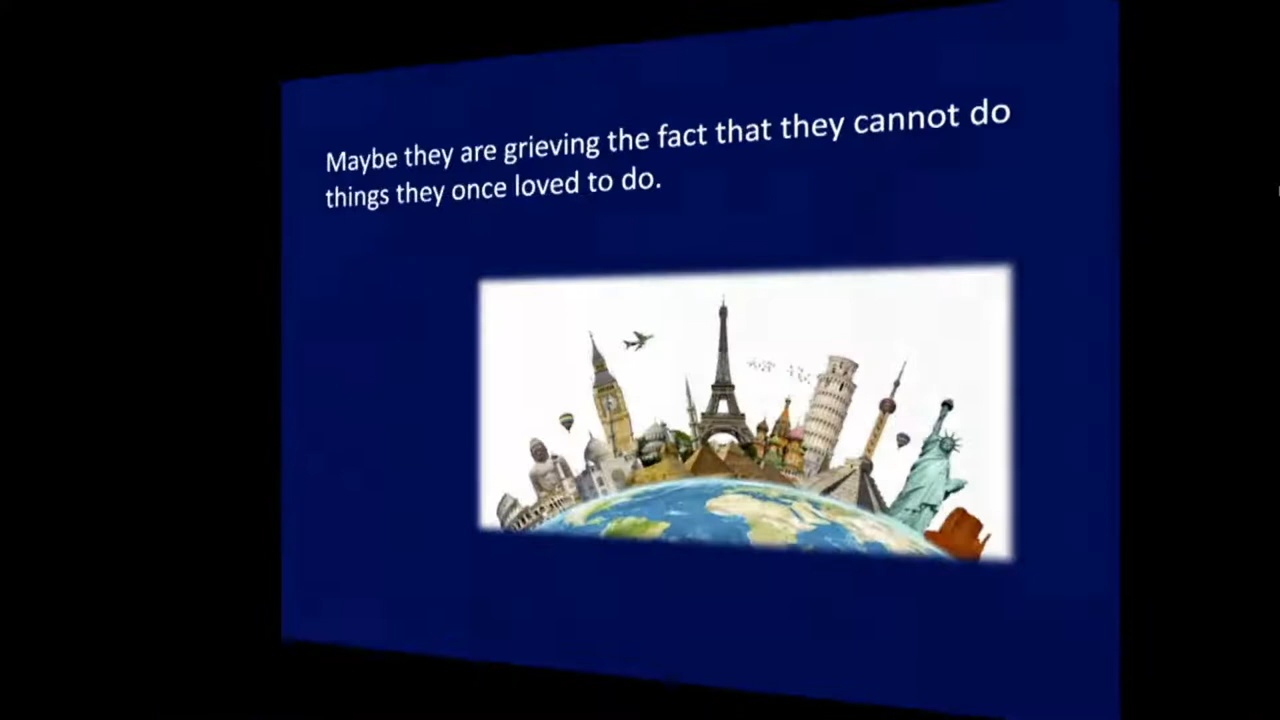 Maybe they are grieving the fact that they cannot do
things they once loved to do.